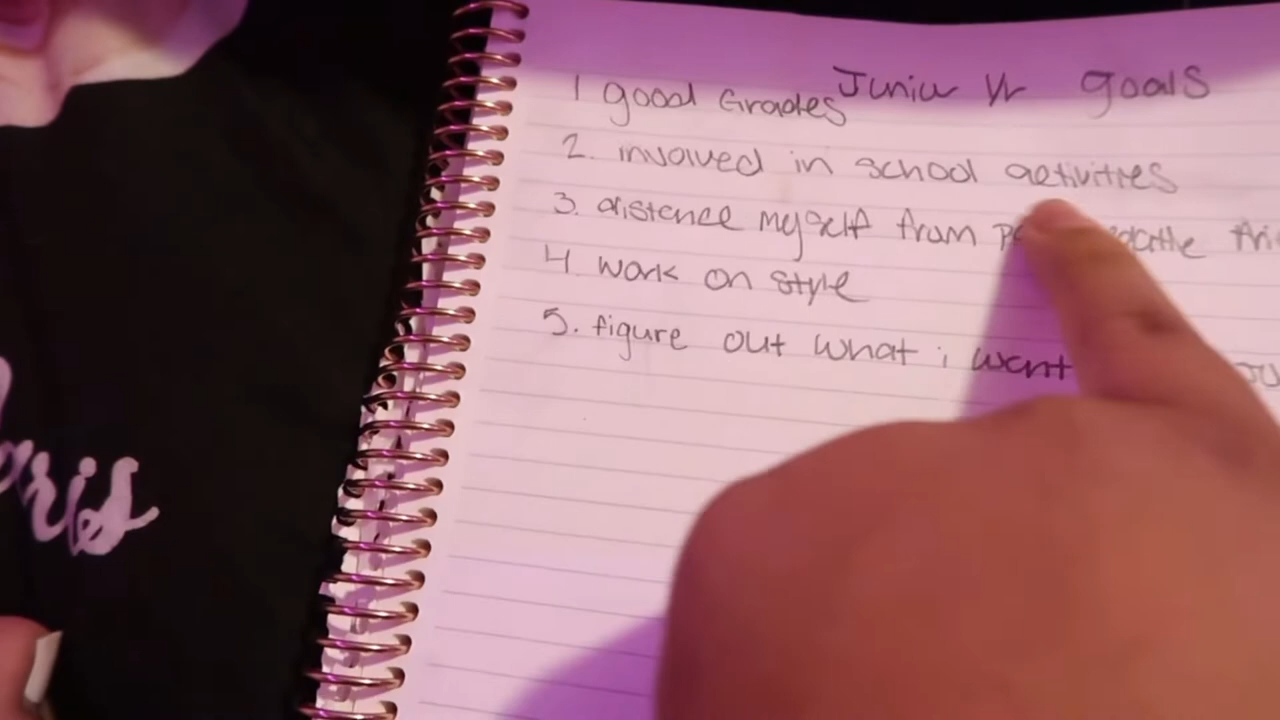 Junior Yr goals
1 good Grades
2. involved in school activities
3. distence myself from
4. work on style
5. figure out what i want
aris